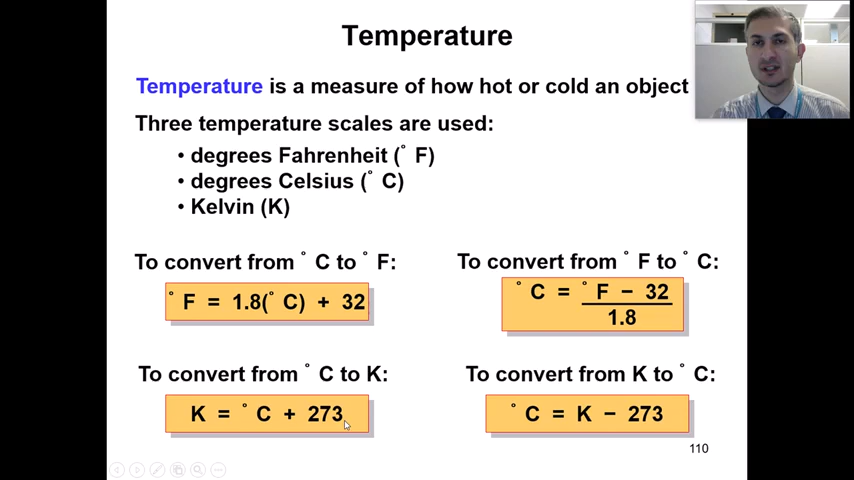 Temperature
Temperature is a measure of how hot or cold an object
Three temperature scales are used:
• degrees Fahrenheit (° F)
• degrees Celsius (° C)
• Kelvin (K)
To convert from ° C to ° F:
° F = 1.8(° C) + 32
To convert from ° F to ° C:
° C = ° F − 32
1.8
To convert from ° C to K:
K = ° C + 273
To convert from K to ° C:
° C = K − 273
110